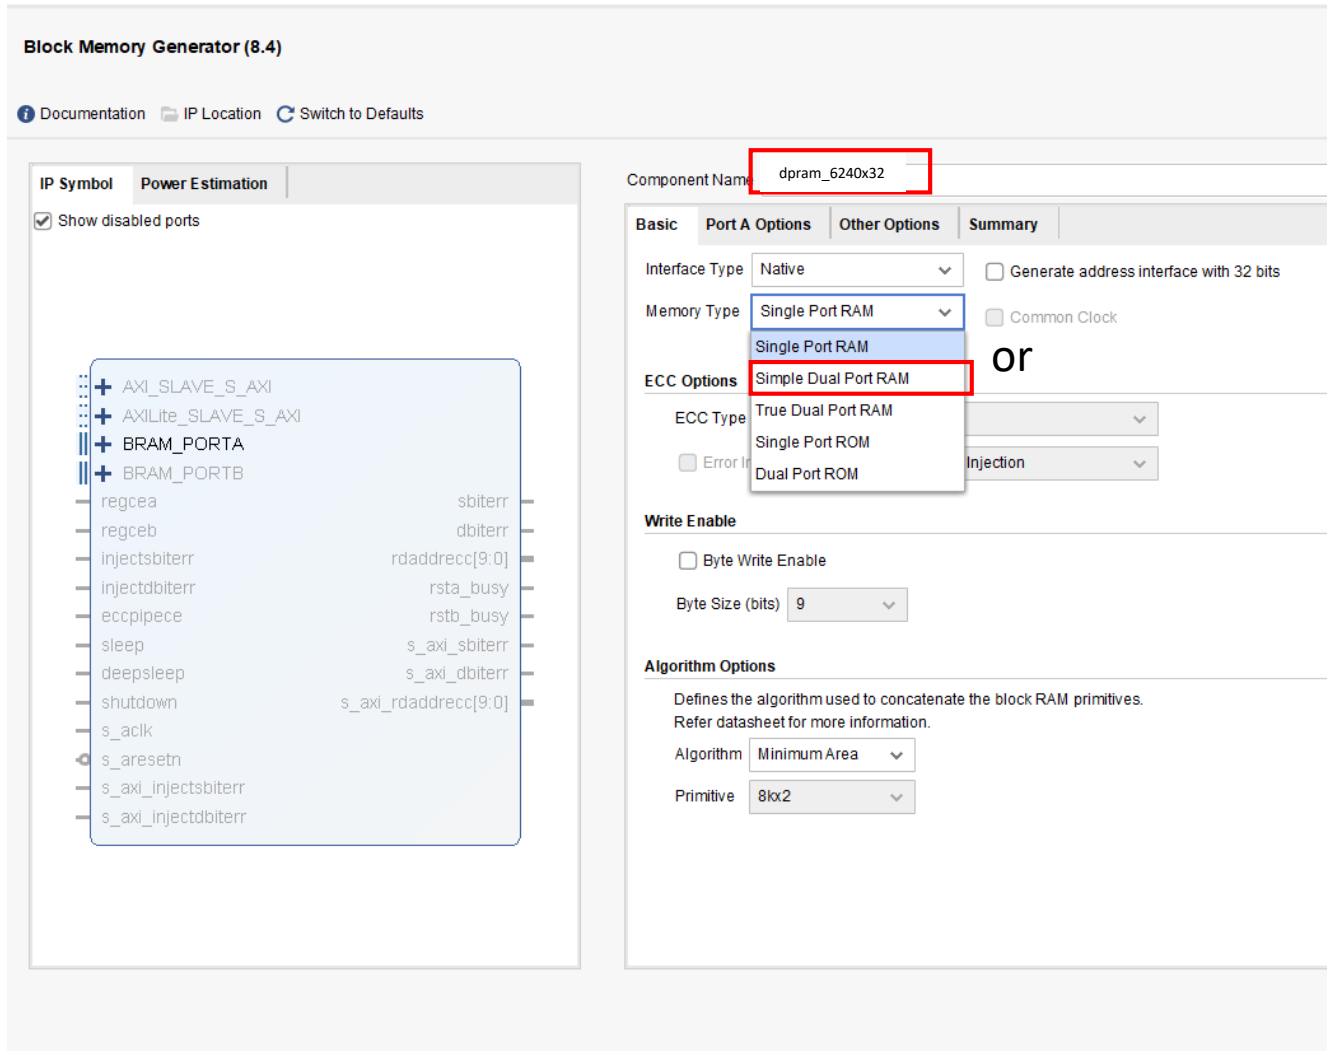 Block Memory Generator (8.4)
Documentation IP Location Switch to Defaults
IP Symbol Power Estimation
Show disabled ports
AXI_SLAVE_S_AXI
AXILite_SLAVE_S_AXI
BRAM_PORTA
BRAM_PORTB
regcea sbiterr
regceb dbiterr
injectsbiterr rdaddrecc[9:0]
injectdbiterr rsta_busy
eccpipece rstb_busy
sleep s_axi_sbiterr
deepsleep s_axi_dbiterr
shutdown s_axi_rdaddrecc[9:0]
s_aclk
s_aresetn
s_axi_injectsbiterr
s_axi_injectdbiterr
Component Name dpram_6240x32
Basic Port A Options Other Options Summary
Interface Type Native Generate address interface with 32 bits
Memory Type Single Port RAM Common Clock
Single Port RAM
or
ECC Options Simple Dual Port RAM
True Dual Port RAM
ECC Type
Single Port ROM
Error Injection
Dual Port ROM
Write Enable
Byte Write Enable
Byte Size (bits) 9
Algorithm Options
Defines the algorithm used to concatenate the block RAM primitives.
Refer datasheet for more information.
Algorithm Minimum Area
Primitive 8kx2